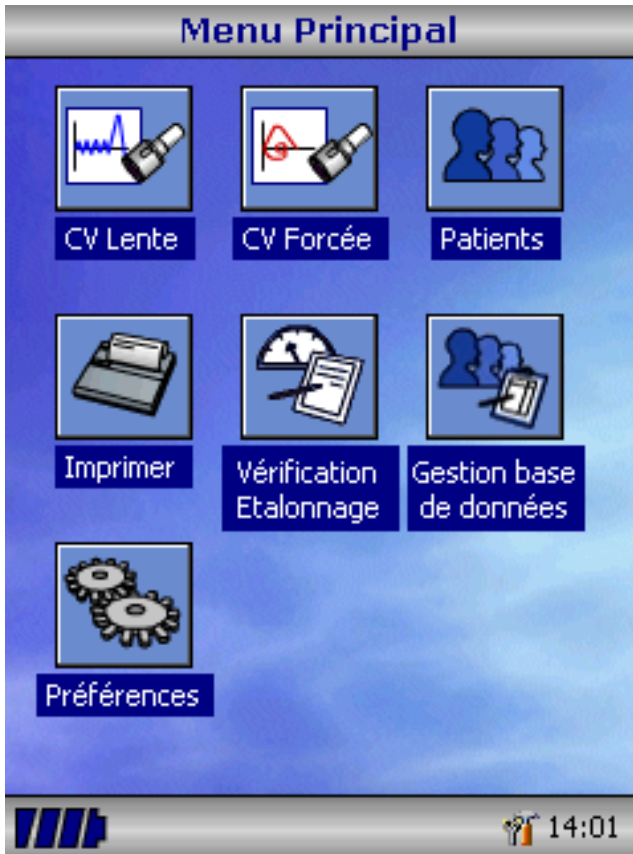 Menu Principal
CV Lente
CV Forcée
Patients
Imprimer
Vérification
Etalonnage
Gestion base
de données
Préférences
14:01